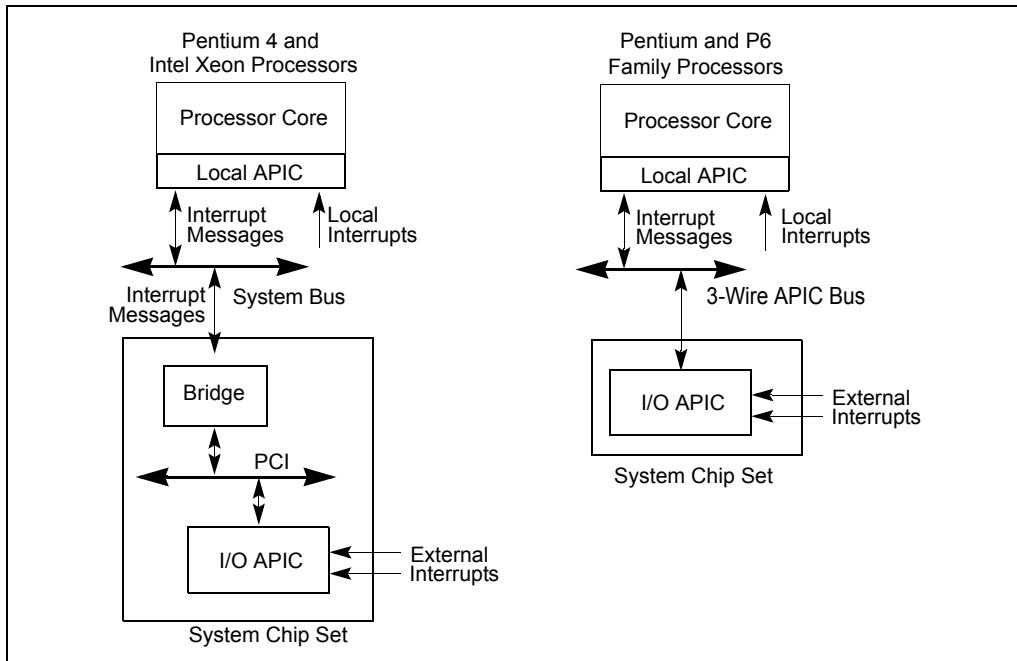 Pentium 4 and
Intel Xeon Processors
Processor Core
Local APIC
Interrupt
Messages
Local
Interrupts
Interrupt
Messages
System Bus
Bridge
PCI
I/O APIC
External
Interrupts
System Chip Set
Pentium and P6
Family Processors
Processor Core
Local APIC
Interrupt
Messages
Local
Interrupts
3-Wire APIC Bus
I/O APIC
External
Interrupts
System Chip Set